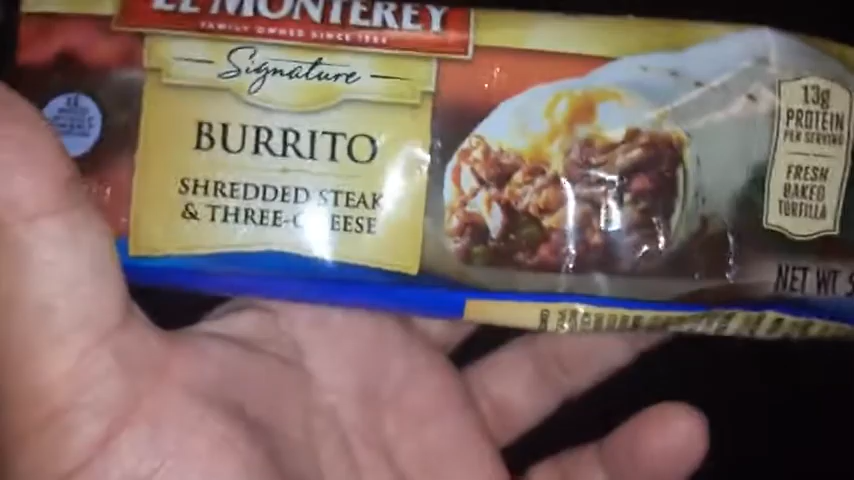 EL MONTEREY
FAMILY OWNED SINCE 1964
Signature
BURRITO
SHREDDED STEAK
& THREE-CHEESE
13g
PROTEIN
PER SERVING
FRESH
BAKED
TORTILLA
NET WT